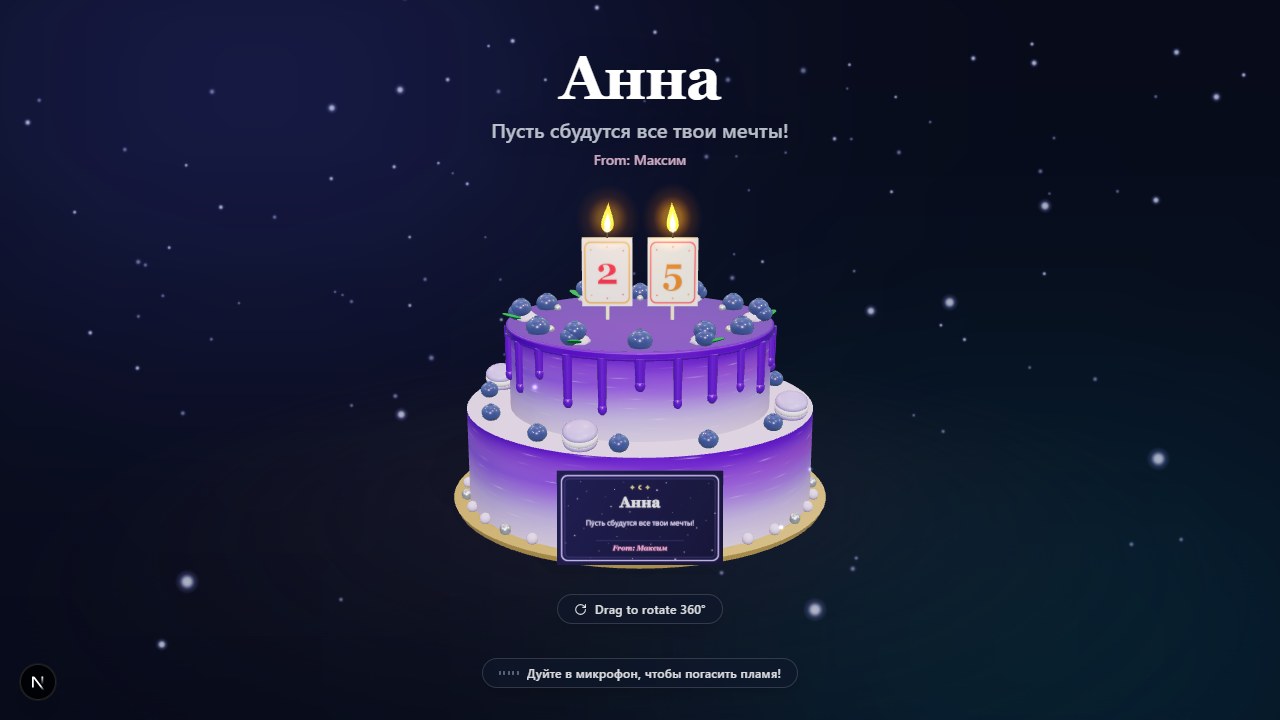 Анна
Пусть сбудутся все твои мечты!
From: Максим
2 5
Анна
Пусть сбудутся все твои мечты!
From: Максим
Drag to rotate 360°
Дуйте в микрофон, чтобы погасить пламя!
N